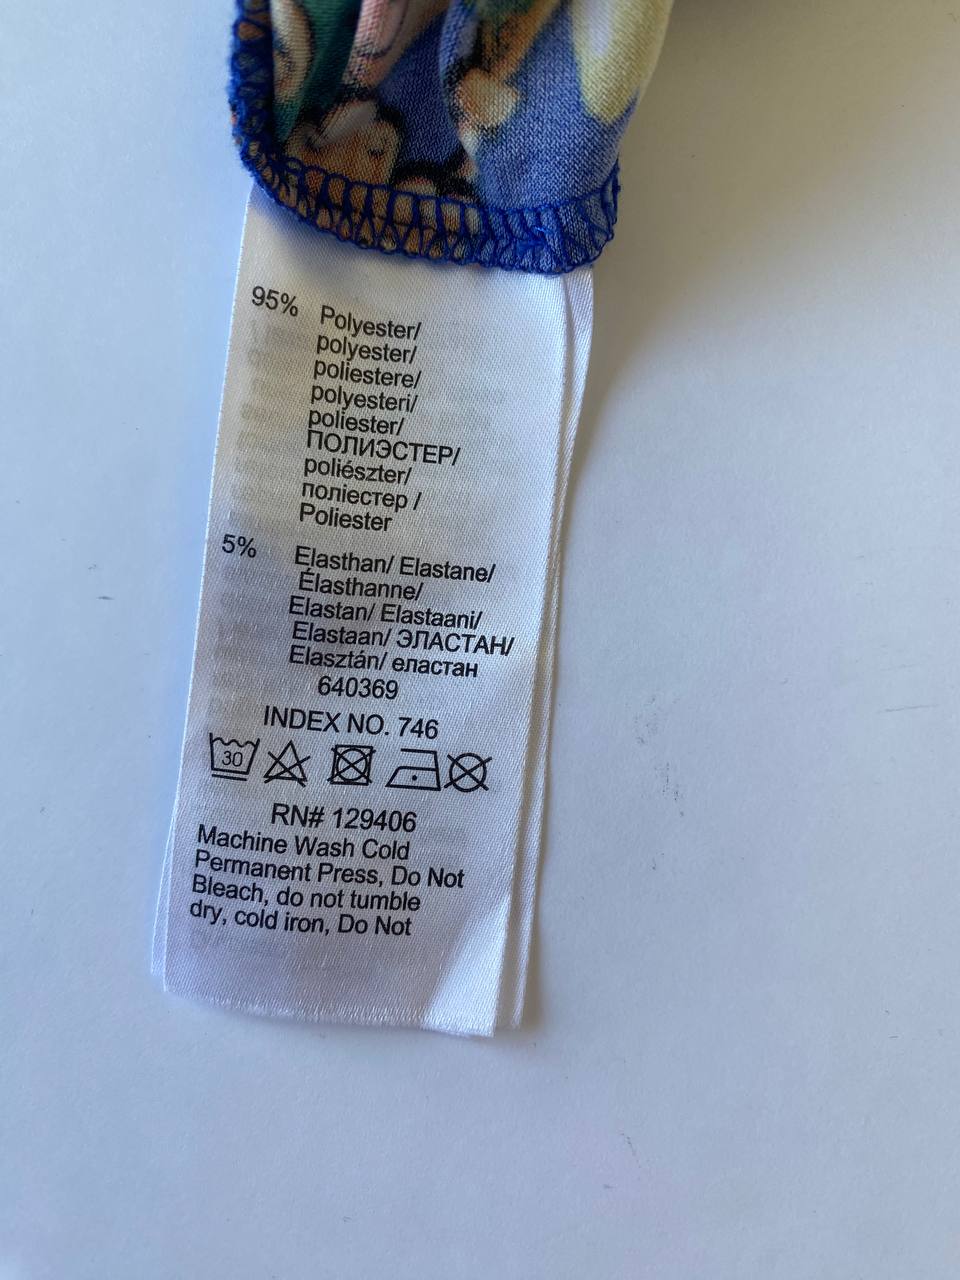 95% Polyester/
polyester/
poliestere/
polyesteri/
poliester/
ПОЛИЭСТЕР/
poliészter/
поліестер /
Poliester
5% Elasthan/ Elastane/
Élasthanne/
Elastan/ Elastaani/
Elastaan/ ЭЛАСТАН/
Elasztán/ еластан
640369
INDEX NO. 746
30
RN# 129406
Machine Wash Cold
Permanent Press, Do Not
Bleach, do not tumble
dry, cold iron, Do Not